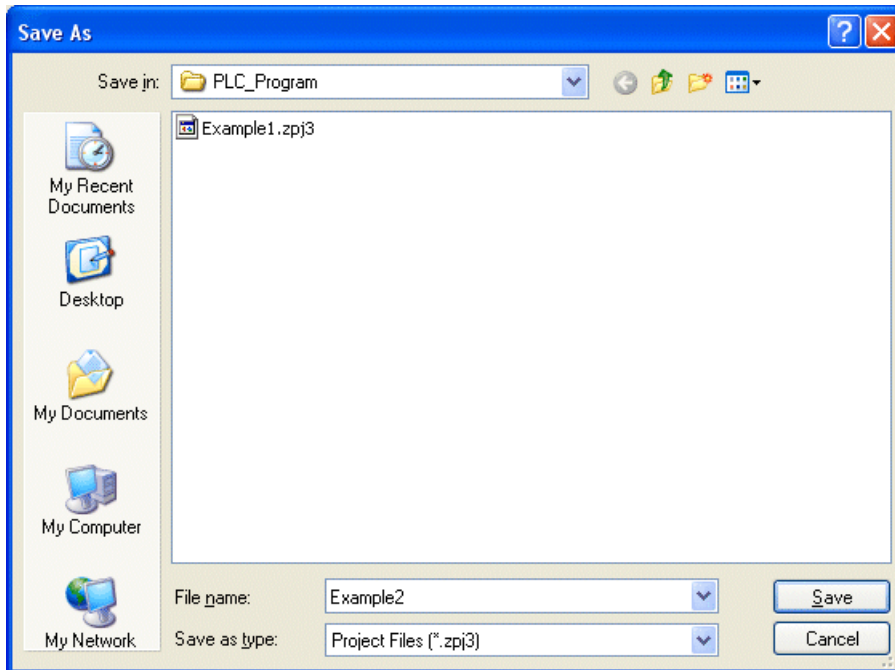 Save As
Save in:
PLC_Program
Example1.zpj3
My Recent
Documents
Desktop
My Documents
My Computer
My Network
File name:
Example2
Save
Save as type:
Project Files (*.zpj3)
Cancel